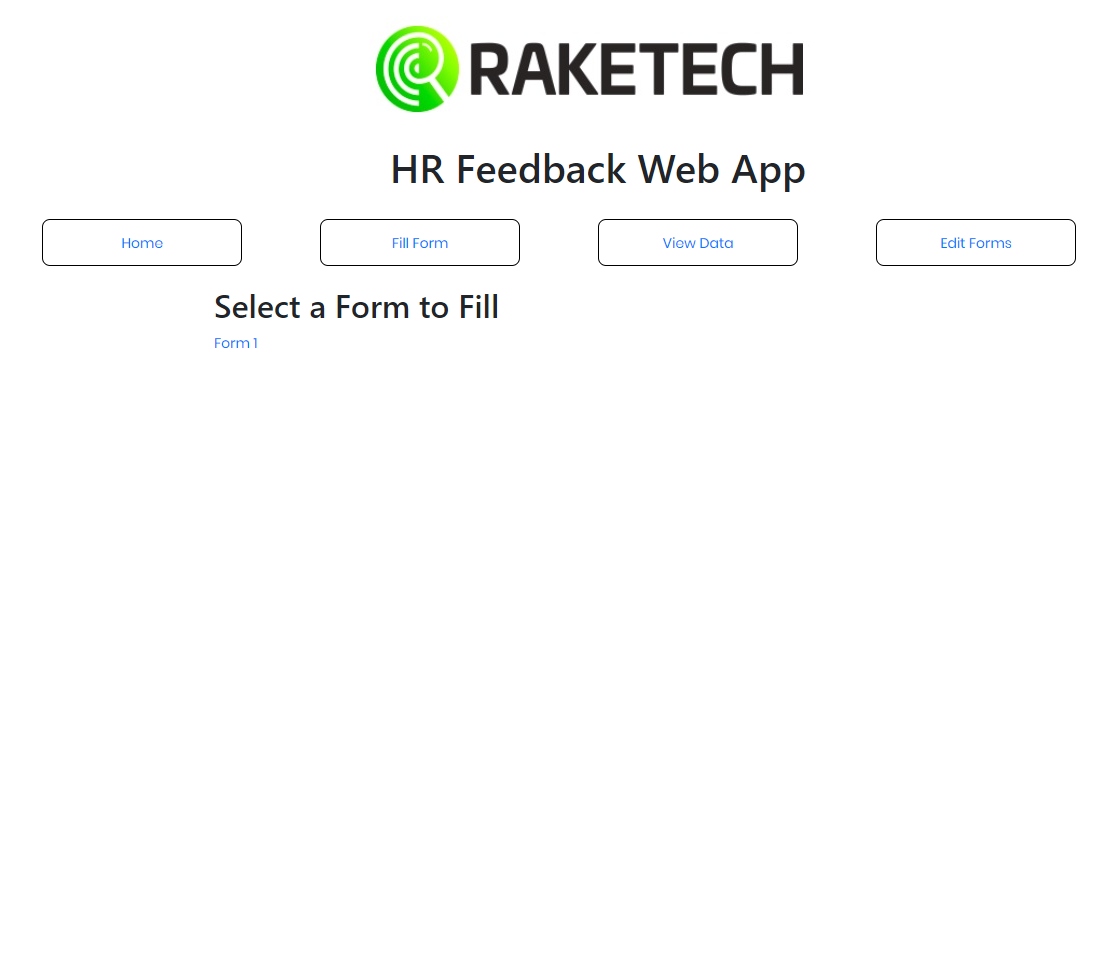 RAKETECH
HR Feedback Web App
Home
Fill Form
View Data
Edit Forms
Select a Form to Fill
Form 1